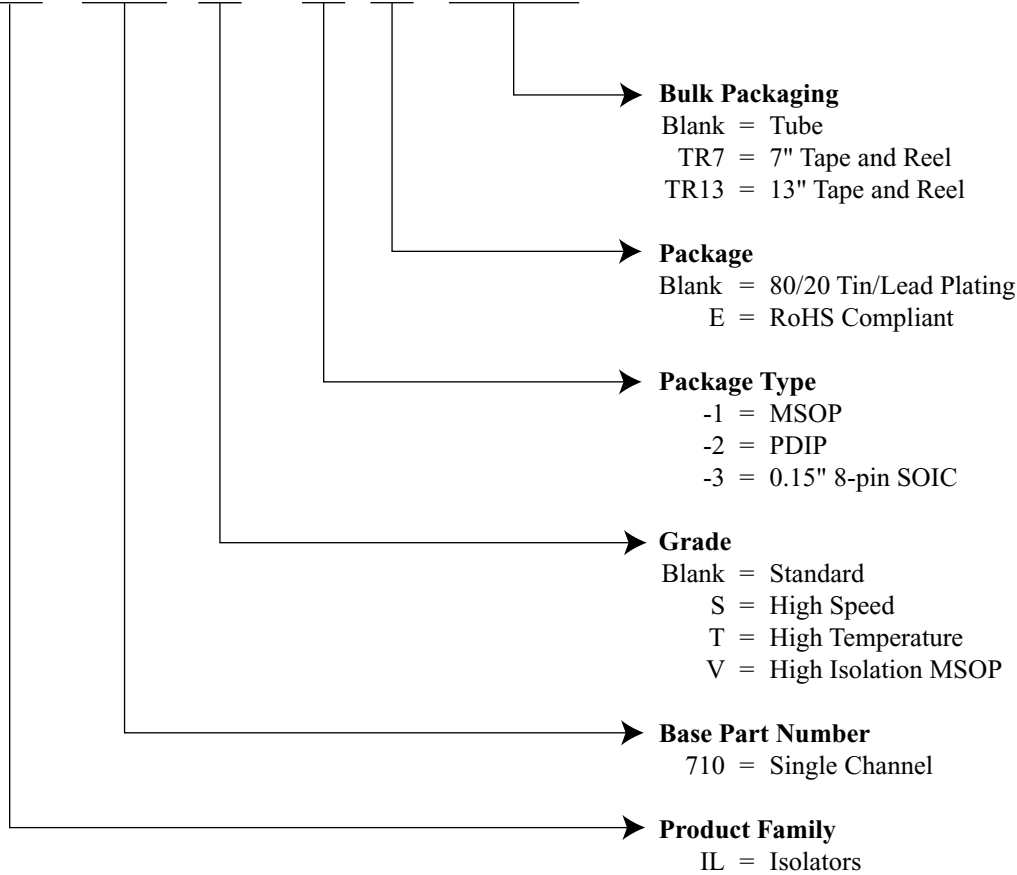 Bulk Packaging
Blank = Tube
TR7 = 7" Tape and Reel
TR13 = 13" Tape and Reel
Package
Blank = 80/20 Tin/Lead Plating
E = RoHS Compliant
Package Type
-1 = MSOP
-2 = PDIP
-3 = 0.15" 8-pin SOIC
Grade
Blank = Standard
S = High Speed
T = High Temperature
V = High Isolation MSOP
Base Part Number
710 = Single Channel
Product Family
IL = Isolators